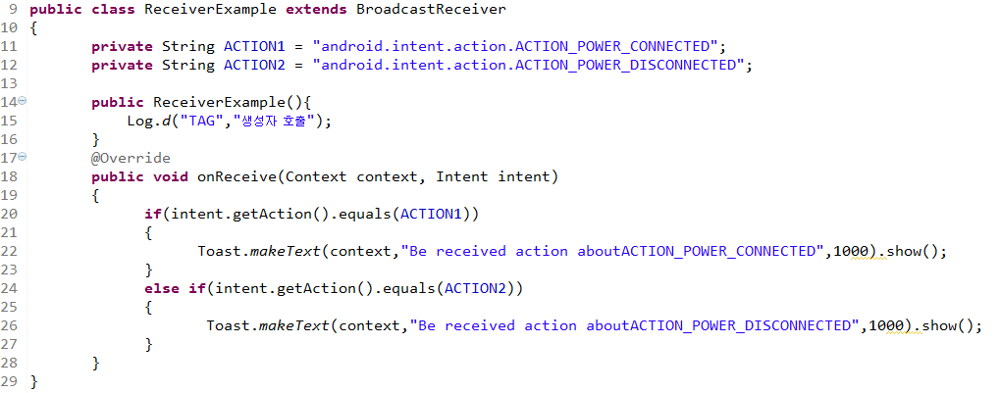 9 public class ReceiverExample extends BroadcastReceiver
10 {
11 private String ACTION1 = "android.intent.action.ACTION_POWER_CONNECTED";
12 private String ACTION2 = "android.intent.action.ACTION_POWER_DISCONNECTED";
13
14 public ReceiverExample(){
15 Log.d("TAG","생성자 호출");
16 }
17 @Override
18 public void onReceive(Context context, Intent intent)
19 {
20 if(intent.getAction().equals(ACTION1))
21 {
22 Toast.makeText(context,"Be received action aboutACTION_POWER_CONNECTED",1000).show();
23 }
24 else if(intent.getAction().equals(ACTION2))
25 {
26 Toast.makeText(context,"Be received action aboutACTION_POWER_DISCONNECTED",1000).show();
27 }
28 }
29 }